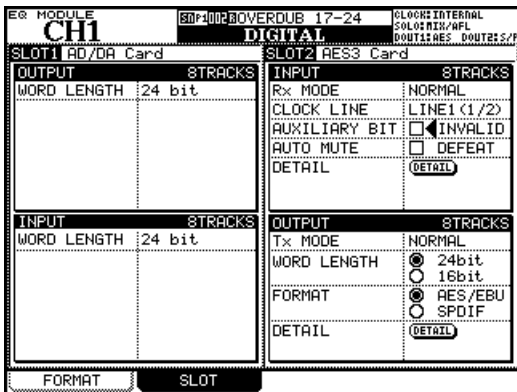 EQ MODULE
CH1
OVERDUB 17-24
DIGITAL
CLOCK:INTERNAL
SOLO:MIX/AFL
DOUT1:AES DOUT2:S/P
SLOT1 AD/DA Card
OUTPUT 8TRACKS
WORD LENGTH 24 bit
INPUT 8TRACKS
WORD LENGTH 24 bit
SLOT2 AES3 Card
INPUT 8TRACKS
Rx MODE NORMAL
CLOCK LINE LINE1(1/2)
AUXILIARY BIT INVALID
AUTO MUTE DEFEAT
DETAIL DETAIL
OUTPUT 8TRACKS
Tx MODE NORMAL
WORD LENGTH 24bit
16bit
FORMAT AES/EBU
SPDIF
DETAIL DETAIL
FORMAT SLOT